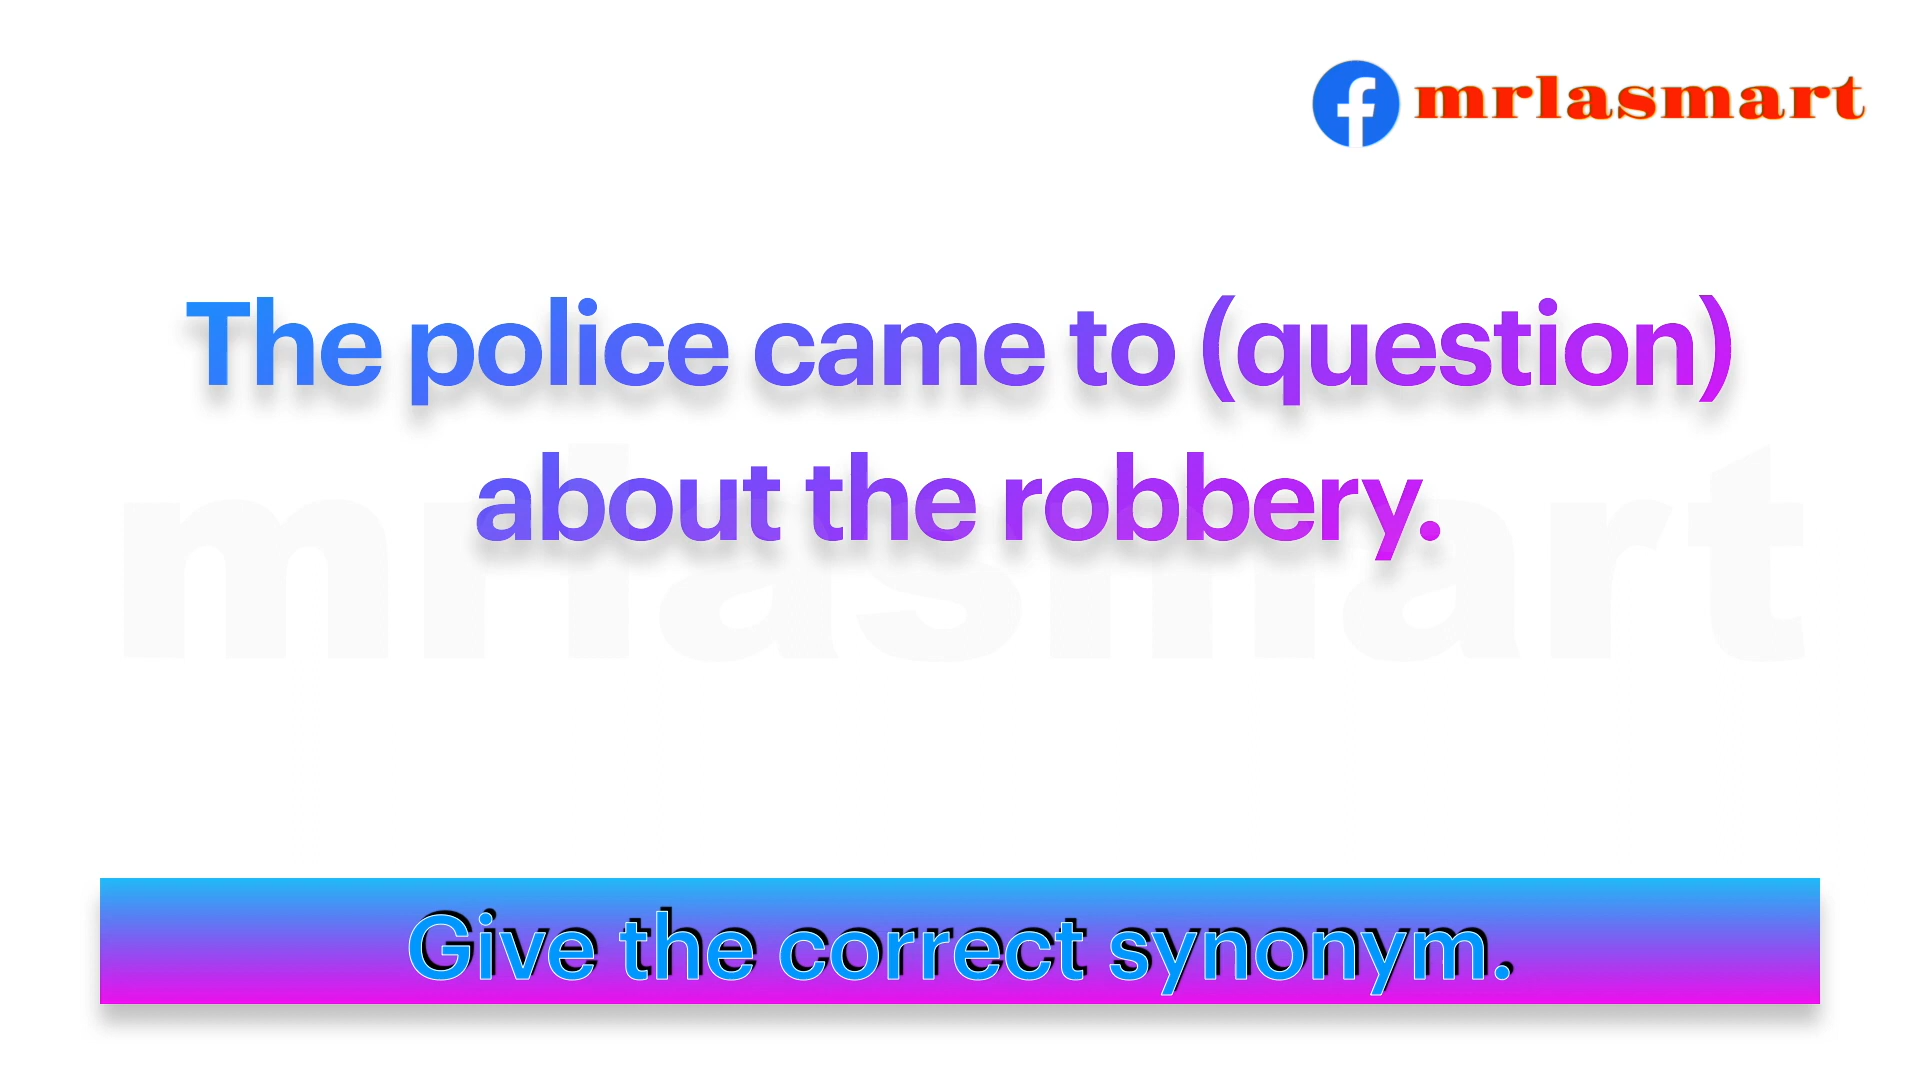 mrlasmart
The police came to (question)
about the robbery.
mrlasmart
Give the correct synonym.